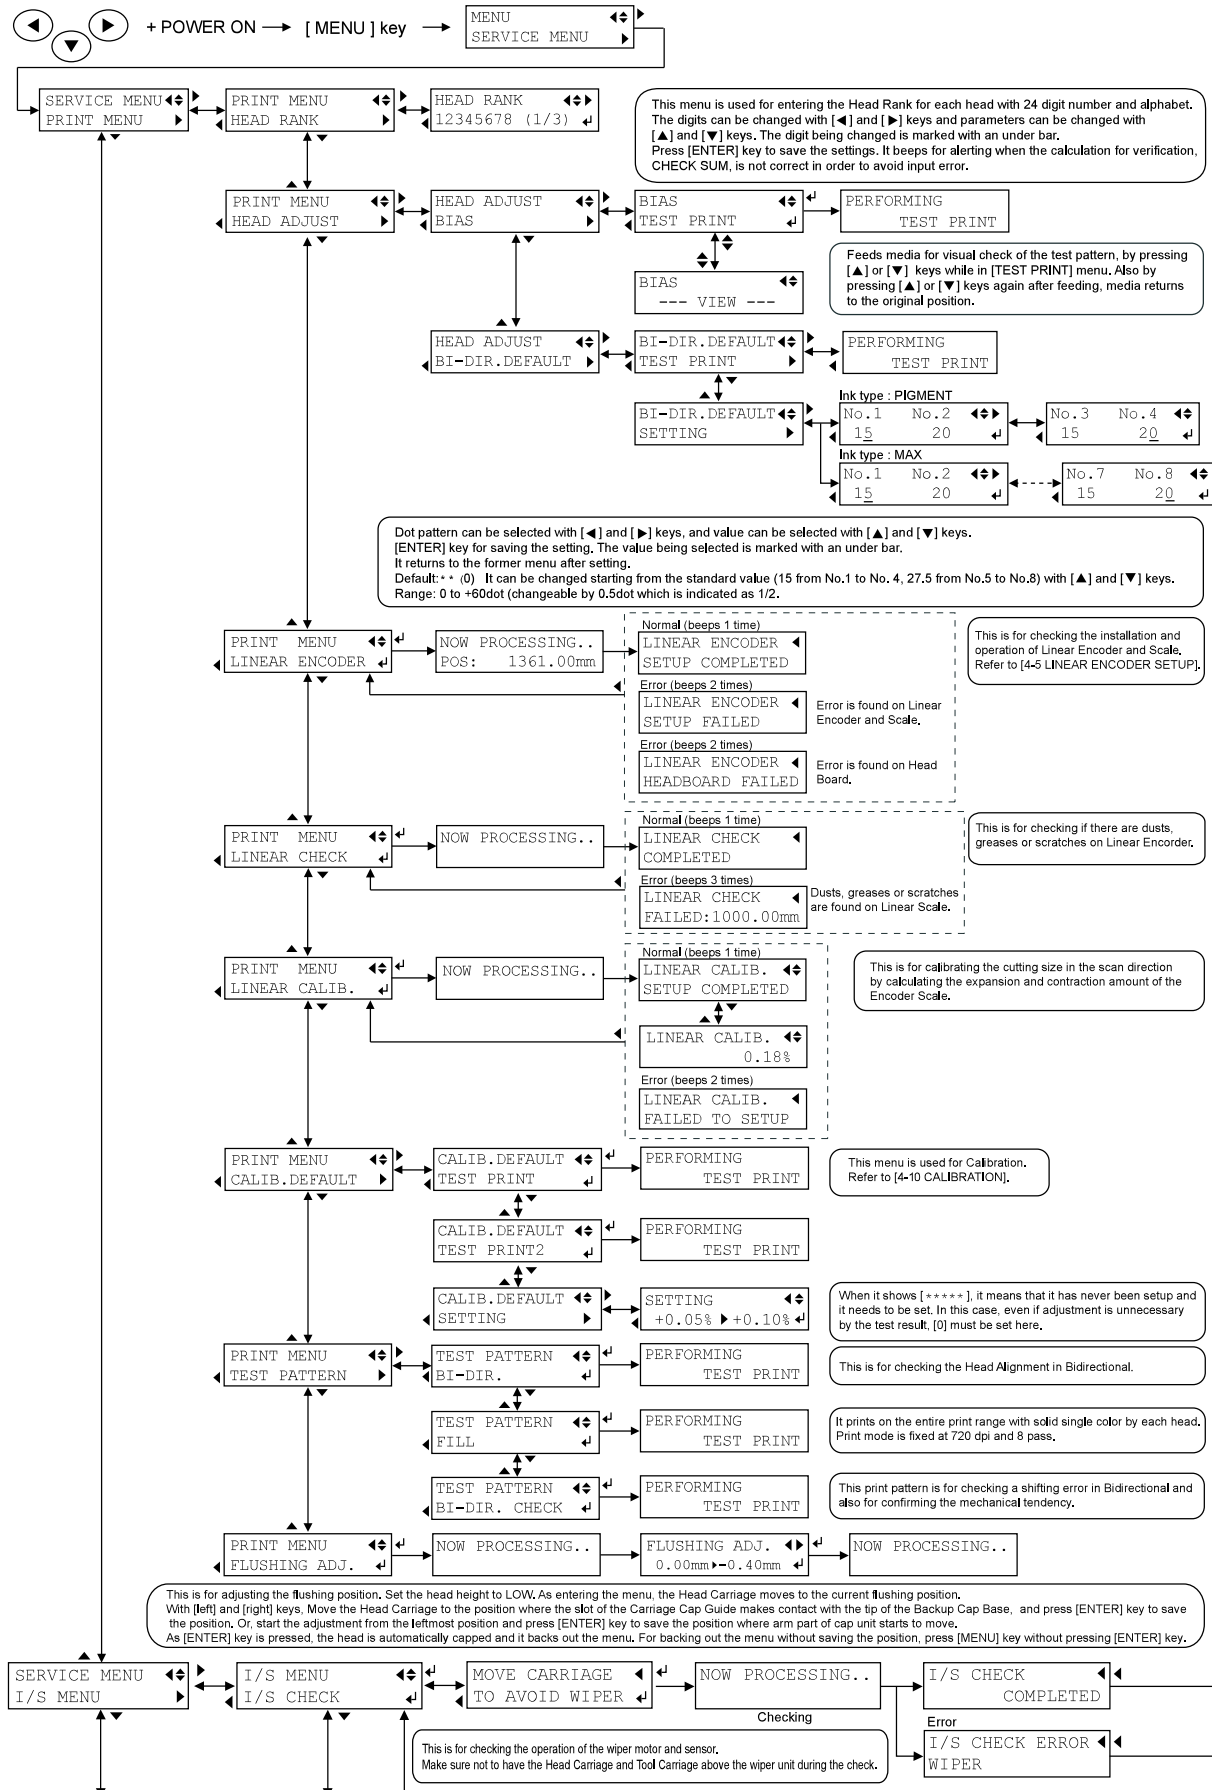 + POWER ON → [ MENU ] key →
MENU
SERVICE MENU
SERVICE MENU
PRINT MENU
PRINT MENU
HEAD RANK
HEAD RANK
12345678 (1/3)
This menu is used for entering the Head Rank for each head with 24 digit number and alphabet.
The digits can be changed with [◀] and [▶] keys and parameters can be changed with
[▲] and [▼] keys. The digit being changed is marked with an under bar.
Press [ENTER] key to save the settings. It beeps for alerting when the calculation for verification,
CHECK SUM, is not correct in order to avoid input error.
PRINT MENU
HEAD ADJUST
HEAD ADJUST
BIAS
BIAS
TEST PRINT
PERFORMING
TEST PRINT
BIAS
--- VIEW ---
Feeds media for visual check of the test pattern, by pressing
[▲] or [▼] keys while in [TEST PRINT] menu. Also by
pressing [▲] or [▼] keys again after feeding, media returns
to the original position.
HEAD ADJUST
BI-DIR.DEFAULT
BI-DIR.DEFAULT
TEST PRINT
PERFORMING
TEST PRINT
BI-DIR.DEFAULT
SETTING
Ink type : PIGMENT
No.1 No.2
15 20
No.3 No.4
15 20
Ink type : MAX
No.1 No.2
15 20
No.7 No.8
15 20
Dot pattern can be selected with [◀] and [▶] keys, and value can be selected with [▲] and [▼] keys.
[ENTER] key for saving the setting. The value being selected is marked with an under bar.
It returns to the former menu after setting.
Default:* * (0) It can be changed starting from the standard value (15 from No.1 to No. 4, 27.5 from No.5 to No.8) with [▲] and [▼] keys.
Range: 0 to +60dot (changeable by 0.5dot which is indicated as 1/2.
PRINT MENU
LINEAR ENCODER
NOW PROCESSING..
POS: 1361.00mm
Normal (beeps 1 time)
LINEAR ENCODER
SETUP COMPLETED
Error (beeps 2 times)
LINEAR ENCODER
SETUP FAILED
Error is found on Linear
Encoder and Scale.
Error (beeps 2 times)
LINEAR ENCODER
HEADBOARD FAILED
Error is found on Head
Board.
This is for checking the installation and
operation of Linear Encoder and Scale.
Refer to [4-5 LINEAR ENCODER SETUP].
PRINT MENU
LINEAR CHECK
NOW PROCESSING..
Normal (beeps 1 time)
LINEAR CHECK
COMPLETED
Error (beeps 3 times)
LINEAR CHECK
FAILED:1000.00mm
Dusts, greases or scratches
are found on Linear Scale.
This is for checking if there are dusts,
greases or scratches on Linear Encorder.
PRINT MENU
LINEAR CALIB.
NOW PROCESSING..
Normal (beeps 1 time)
LINEAR CALIB.
SETUP COMPLETED
LINEAR CALIB.
0.18%
Error (beeps 2 times)
LINEAR CALIB.
FAILED TO SETUP
This is for calibrating the cutting size in the scan direction
by calculating the expansion and contraction amount of the
Encoder Scale.
PRINT MENU
CALIB.DEFAULT
CALIB.DEFAULT
TEST PRINT
PERFORMING
TEST PRINT
This menu is used for Calibration.
Refer to [4-10 CALIBRATION].
CALIB.DEFAULT
TEST PRINT2
PERFORMING
TEST PRINT
CALIB.DEFAULT
SETTING
SETTING
+0.05% ▶ +0.10%
When it shows [ * * * * * ], it means that it has never been setup and
it needs to be set. In this case, even if adjustment is unnecessary
by the test result, [0] must be set here.
PRINT MENU
TEST PATTERN
TEST PATTERN
BI-DIR.
PERFORMING
TEST PRINT
This is for checking the Head Alignment in Bidirectional.
TEST PATTERN
FILL
PERFORMING
TEST PRINT
It prints on the entire print range with solid single color by each head.
Print mode is fixed at 720 dpi and 8 pass.
TEST PATTERN
BI-DIR. CHECK
PERFORMING
TEST PRINT
This print pattern is for checking a shifting error in Bidirectional and
also for confirming the mechanical tendency.
PRINT MENU
FLUSHING ADJ.
NOW PROCESSING..
FLUSHING ADJ.
0.00mm▶-0.40mm
NOW PROCESSING..
This is for adjusting the flushing position. Set the head height to LOW. As entering the menu, the Head Carriage moves to the current flushing position.
With [left] and [right] keys, Move the Head Carriage to the position where the slot of the Carriage Cap Guide makes contact with the tip of the Backup Cap Base, and press [ENTER] key to save
the position. Or, start the adjustment from the leftmost position and press [ENTER] key to save the position where arm part of cap unit starts to move.
As [ENTER] key is pressed, the head is automatically capped and it backs out the menu. For backing out the menu without saving the position, press [MENU] key without pressing [ENTER] key.
SERVICE MENU
I/S MENU
I/S MENU
I/S CHECK
MOVE CARRIAGE
TO AVOID WIPER
NOW PROCESSING..
Checking
I/S CHECK
COMPLETED
Error
I/S CHECK ERROR
WIPER
This is for checking the operation of the wiper motor and sensor.
Make sure not to have the Head Carriage and Tool Carriage above the wiper unit during the check.